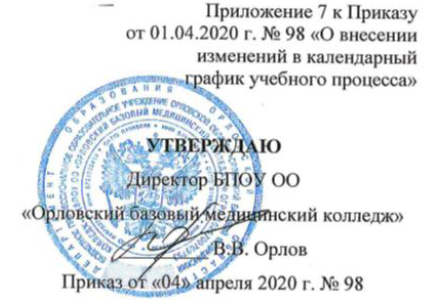 Приложение 7 к Приказу
от 01.04.2020 г. № 98 «О внесении
изменений в календарный
график учебного процесса»
УТВЕРЖДАЮ
Директор БПОУ ОО
«Орловский базовый медицинский колледж»
В.В. Орлов
Приказ от «04» апреля 2020 г. № 98